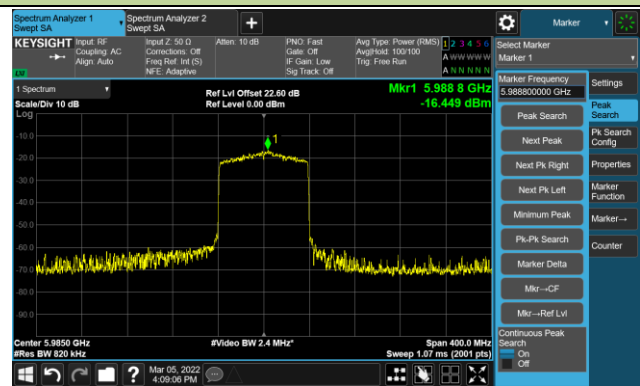 Spectrum Analyzer 1
Swept SA
Spectrum Analyzer 2
Swept SA
+
Marker
KEYSIGHT
Input: RF
Coupling: AC
Align: Auto
Input Z: 50 Ω
Corrections: Off
Freq Ref: Int (S)
NFE: Adaptive
Atten: 10 dB
PNO: Fast
Gate: Off
IF Gain: Low
Sig Track: Off
Avg Type: Power (RMS)
Avg|Hold: 100/100
Trig: Free Run
1 2 3 4 5 6
A W W W W W
A N N N N N
Select Marker
Marker 1
1 Spectrum
Scale/Div 10 dB
Log
Ref Lvl Offset 22.60 dB
Ref Level 0.00 dBm
Mkr1 5.988 8 GHz
-16.449 dBm
1
-10.0
-20.0
-30.0
-40.0
-50.0
-60.0
-70.0
-80.0
-90.0
Center 5.9850 GHz
#Res BW 820 kHz
#Video BW 2.4 MHz*
Span 400.0 MHz
Sweep 1.07 ms (2001 pts)
Marker Frequency
5.988800000 GHz
Peak Search
Next Peak
Next Pk Right
Next Pk Left
Minimum Peak
Pk-Pk Search
Marker Delta
Mkr→CF
Mkr→Ref Lvl
Continuous Peak
Search
On
Off
Settings
Peak
Search
Pk Search
Config
Properties
Marker
Function
Marker→
Counter
?
Mar 05, 2022
4:09:06 PM